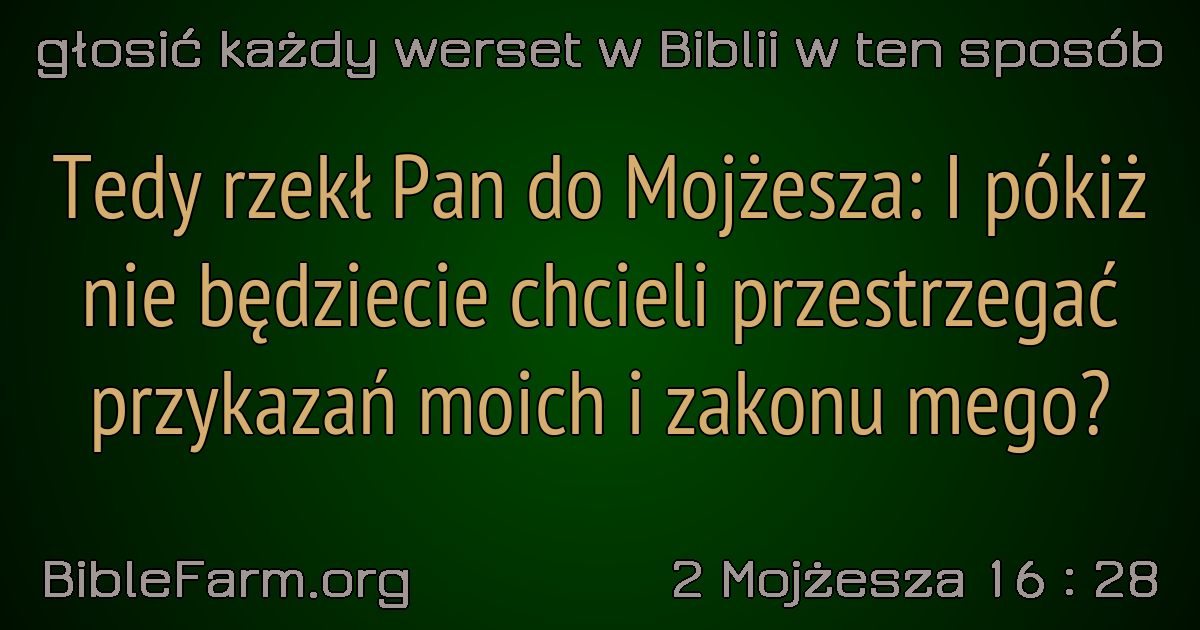 głosić każdy werset w Biblii w ten sposób
Tedy rzekł Pan do Mojżesza: I pókiż
nie będziecie chcieli przestrzegać
przykazań moich i zakonu mego?
BibleFarm.org
2 Mojżesza 16 : 28